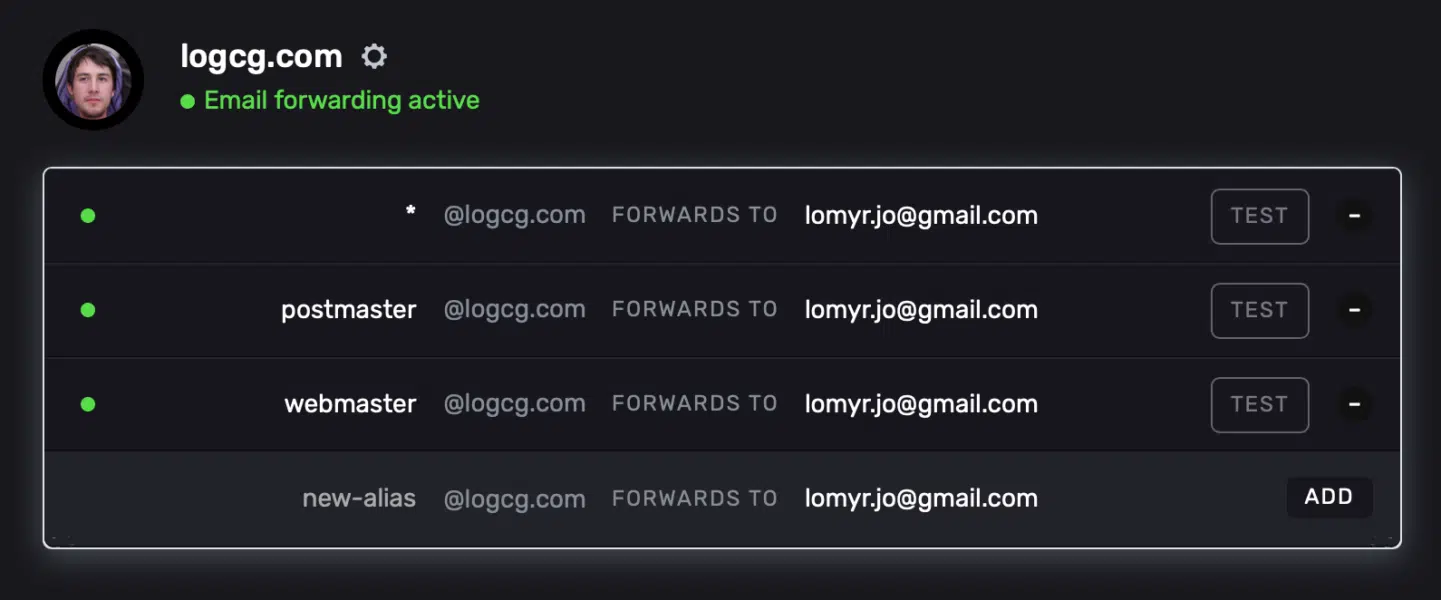 logcg.com
Email forwarding active
* @logcg.com FORWARDS TO lomyr.jo@gmail.com TEST -
postmaster @logcg.com FORWARDS TO lomyr.jo@gmail.com TEST -
webmaster @logcg.com FORWARDS TO lomyr.jo@gmail.com TEST -
new-alias @logcg.com FORWARDS TO lomyr.jo@gmail.com ADD